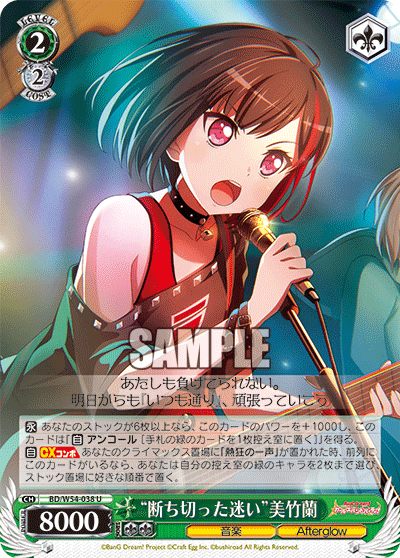 LEVEL
2
2
COST
SAMPLE
あたしも負けてられない。
明日からも『いつも通り』、頑張っていこう。
永 あなたのストックが6枚以上なら、このカードのパワーを+1000し、このカードは『自 アンコール ［手札の緑のカードを1枚控え室に置く］』を得る。
自 CXコンボ あなたのクライマックス置場に「熱狂の一声」が置かれた時、前列にこのカードがいるなら、あなたは自分の控え室の緑のキャラを2枚まで選び、ストック置場に好きな順番で置く。
CH BD/W54-038 U
TRIGGER
8000
“断ち切った迷い”美竹蘭
音楽
Afterglow
©BanG Dream! Project ©Craft Egg Inc. ©bushiroad All Rights Reserved.